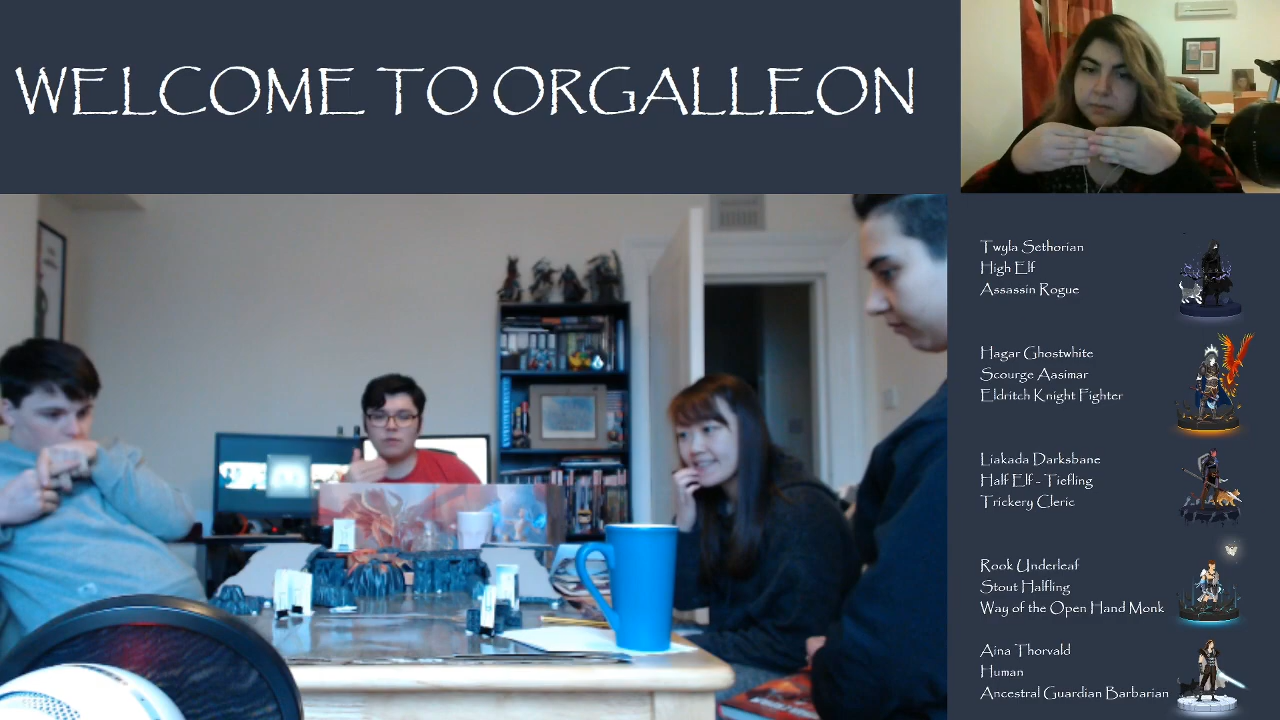 WELCOME TO ORGALLEON
Twyla Sethorian
High Elf
Assassin Rogue
Hagar Ghostwhite
Scourge Aasimar
Eldritch Knight Fighter
Liakada Darksbane
Half Elf - Tiefling
Trickery Cleric
Rook Underleaf
Stout Halfling
Way of the Open Hand Monk
Aina Thorvald
Human
Ancestral Guardian Barbarian